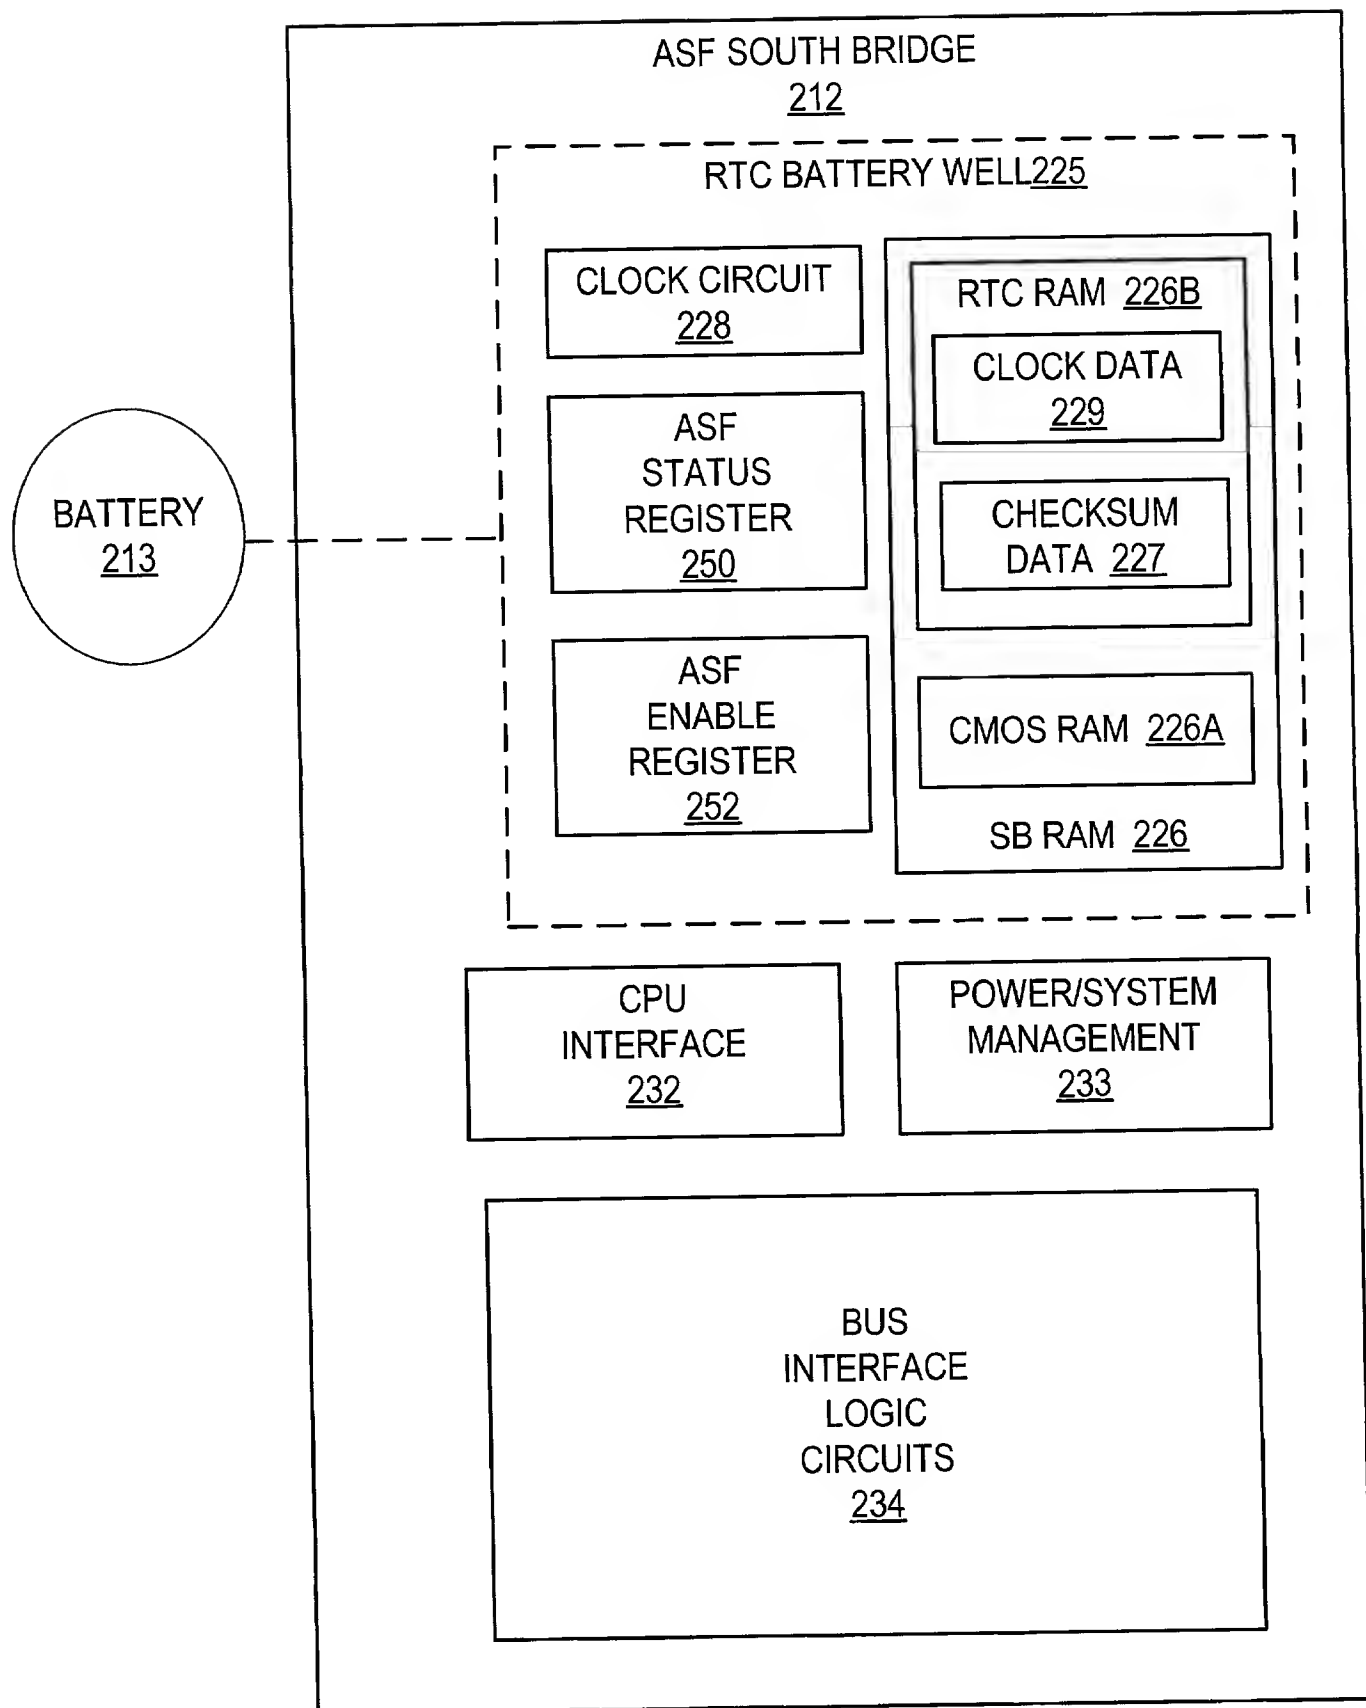 ASF SOUTH BRIDGE
212
RTC BATTERY WELL225
CLOCK CIRCUIT
228
RTC RAM 226B
CLOCK DATA
229
ASF
STATUS
REGISTER
250
CHECKSUM
DATA 227
BATTERY
213
ASF
ENABLE
REGISTER
252
CMOS RAM 226A
SB RAM 226
CPU
INTERFACE
232
POWER/SYSTEM
MANAGEMENT
233
BUS
INTERFACE
LOGIC
CIRCUITS
234